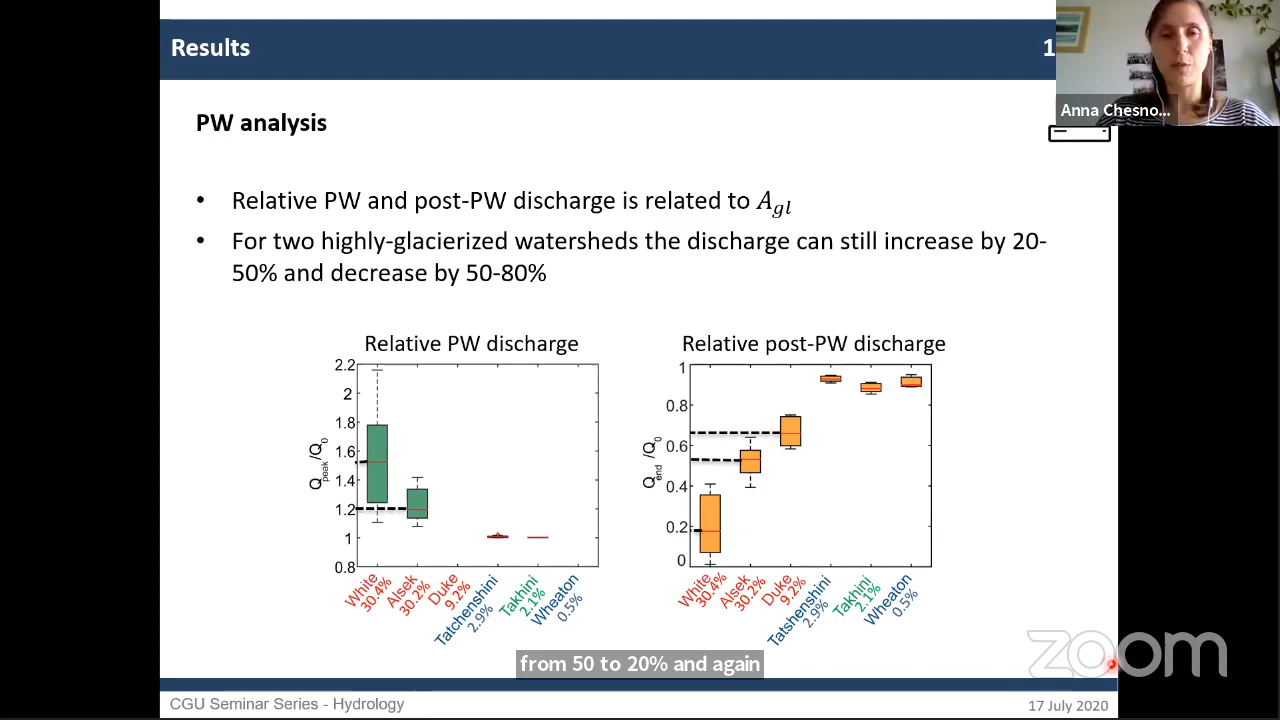 Results
1
Anna Chesno...
PW analysis
• Relative PW and post-PW discharge is related to A_gl
• For two highly-glacierized watersheds the discharge can still increase by 20-
50% and decrease by 50-80%
Relative PW discharge
2.2
2
1.8
1.6
1.4
1.2
1
0.8
Q_peak/Q_0
White 30.4%
Alsek 30.2%
Duke 9.2%
Tatchenshini 2.9%
Takhini 2.1%
Wheaton 0.5%
Relative post-PW discharge
1
0.8
0.6
0.4
0.2
0
Q_end/Q_0
White 30.4%
Alsek 30.2%
Duke 9.2%
Tatshenshini 2.9%
Takhini 2.1%
Wheaton 0.5%
zoom
from 50 to 20% and again
CGU Seminar Series - Hydrology
17 July 2020